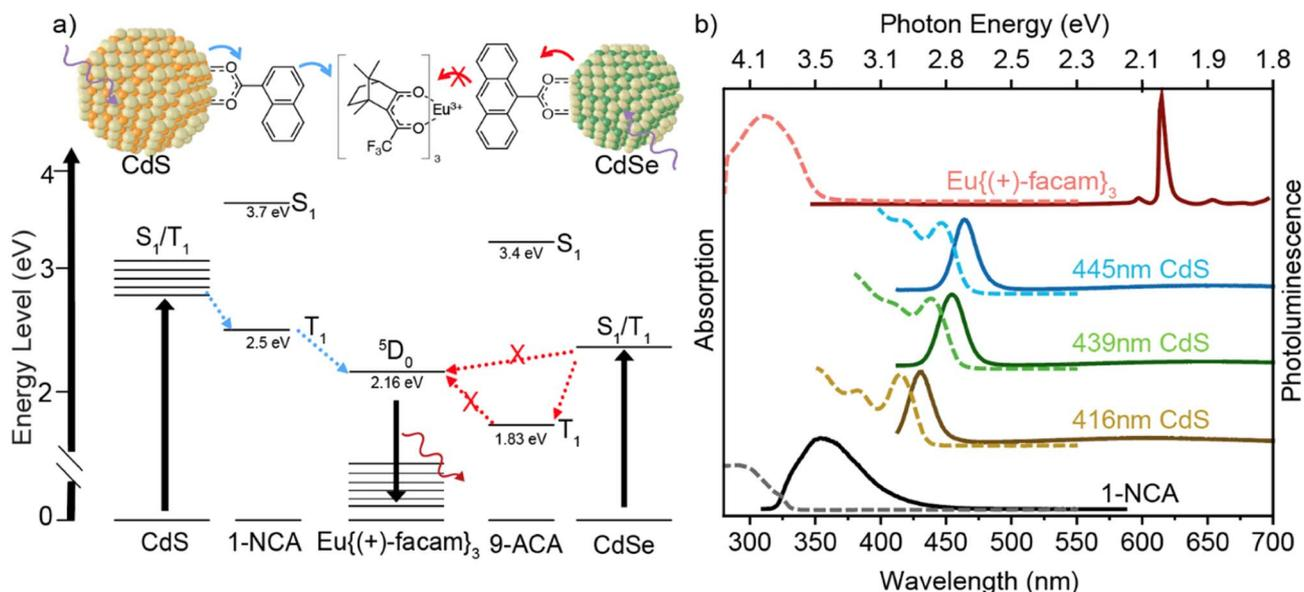 a)
CdS
O
O
O
O
F3C
Eu3+
3
O
O
CdSe
Energy Level (eV)
4
3
2
0
S1/T1
3.7 eV S1
2.5 eV T1
5D0
2.16 eV
3.4 eV S1
1.83 eV T1
S1/T1
X
X
X
CdS 1-NCA Eu{(+)-facam}3 9-ACA CdSe
b)
Photon Energy (eV)
4.1 3.5 3.1 2.8 2.5 2.3 2.1 1.9 1.8
Absorption
Photoluminescence
Eu{(+)-facam}3
445nm CdS
439nm CdS
416nm CdS
1-NCA
300 350 400 450 500 550 600 650 700
Wavelength (nm)